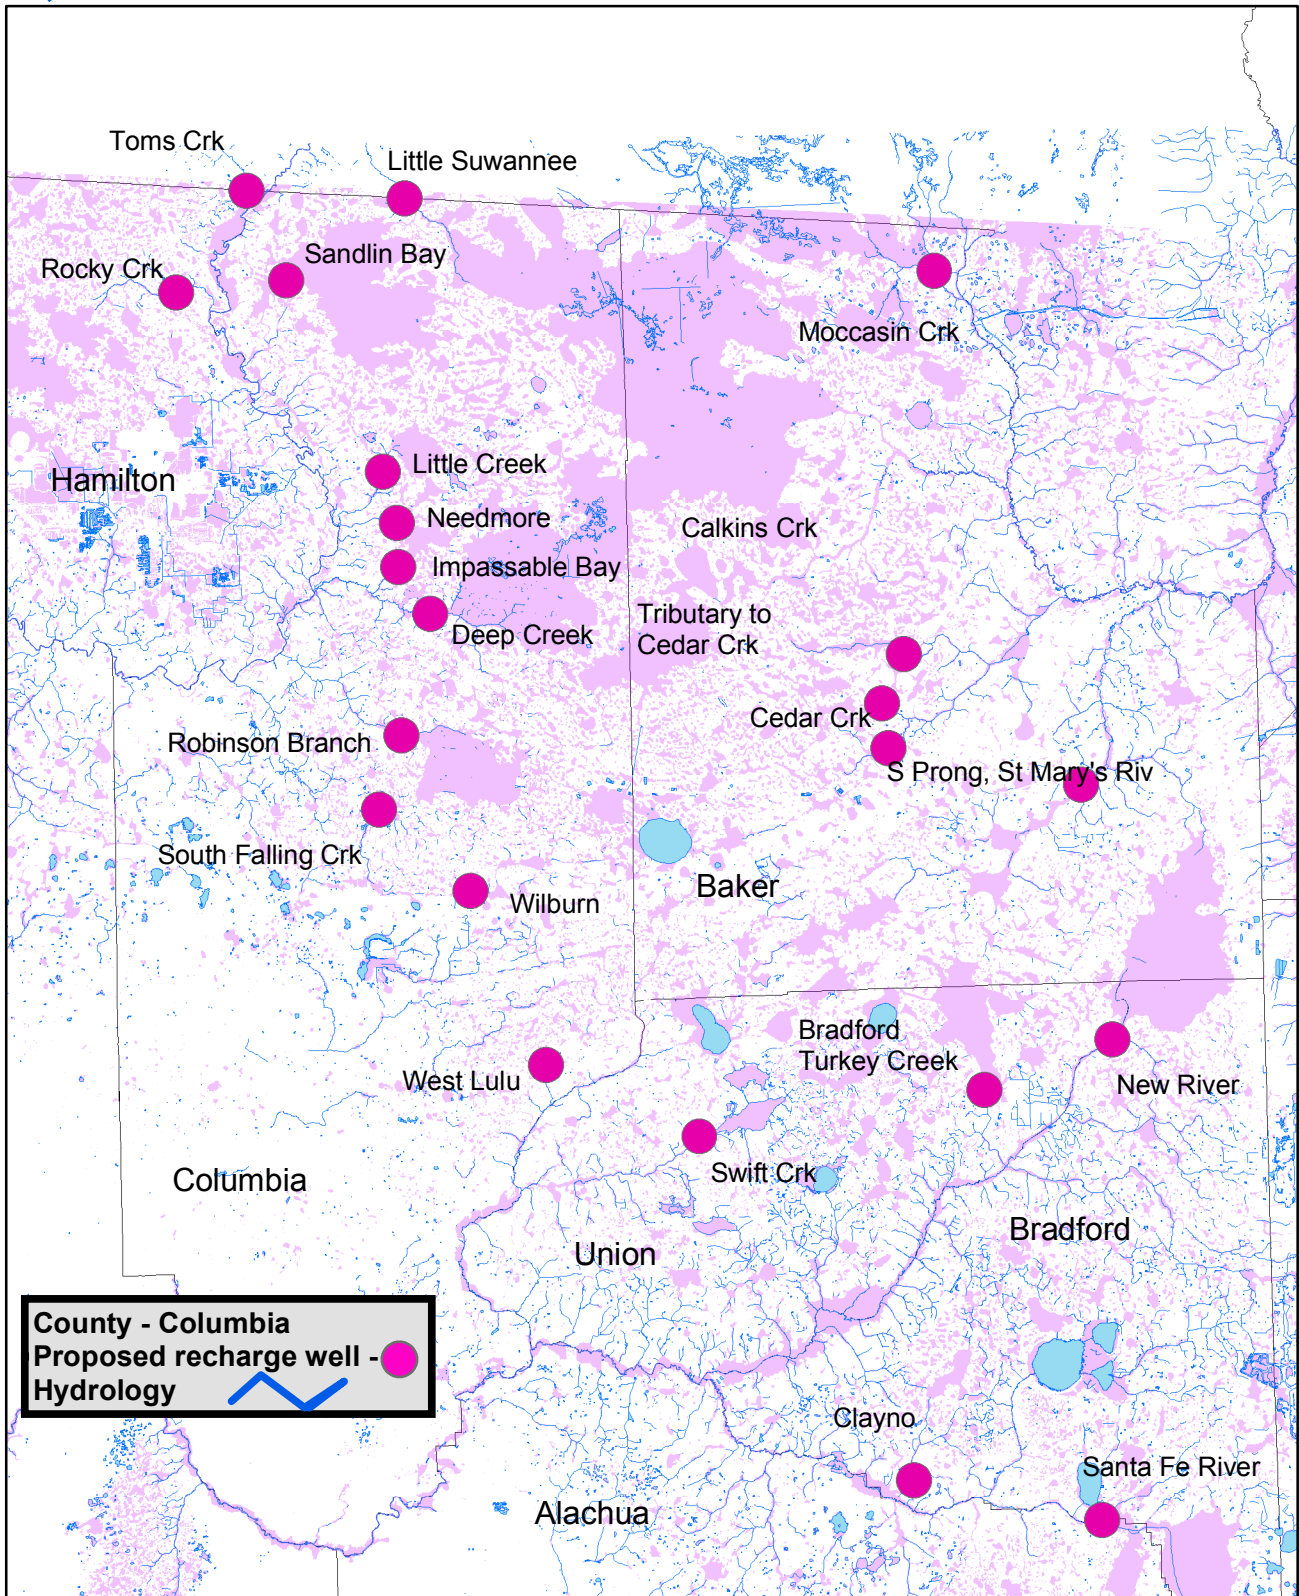 Toms Crk
Little Suwannee
Sandlin Bay
Rocky Crk
Moccasin Crk
Little Creek
Hamilton
Needmore
Calkins Crk
Impassable Bay
Tributary to
Cedar Crk
Deep Creek
Cedar Crk
Robinson Branch
S Prong, St Mary's Riv
South Falling Crk
Baker
Wilburn
Bradford
Turkey Creek
West Lulu
New River
Swift Crk
Columbia
Bradford
Union
County - Columbia
Proposed recharge well -
Hydrology
Clayno
Santa Fe River
Alachua